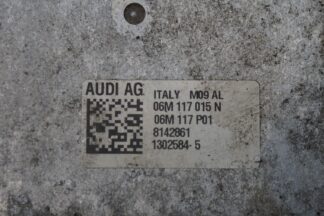 AUDI AG ITALY M09 AL
06M 117 015 N
06M 117 P01
8142861
1302584-5